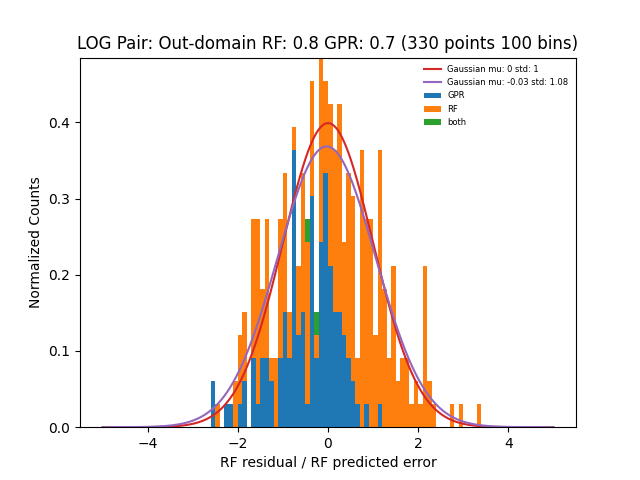 LOG Pair: Out-domain RF: 0.8 GPR: 0.7 (330 points 100 bins)
Gaussian mu: 0 std: 1
Gaussian mu: -0.03 std: 1.08
GPR
RF
both
Normalized Counts
0.4
0.3
0.2
0.1
0.0
−4 −2 0 2 4
RF residual / RF predicted error